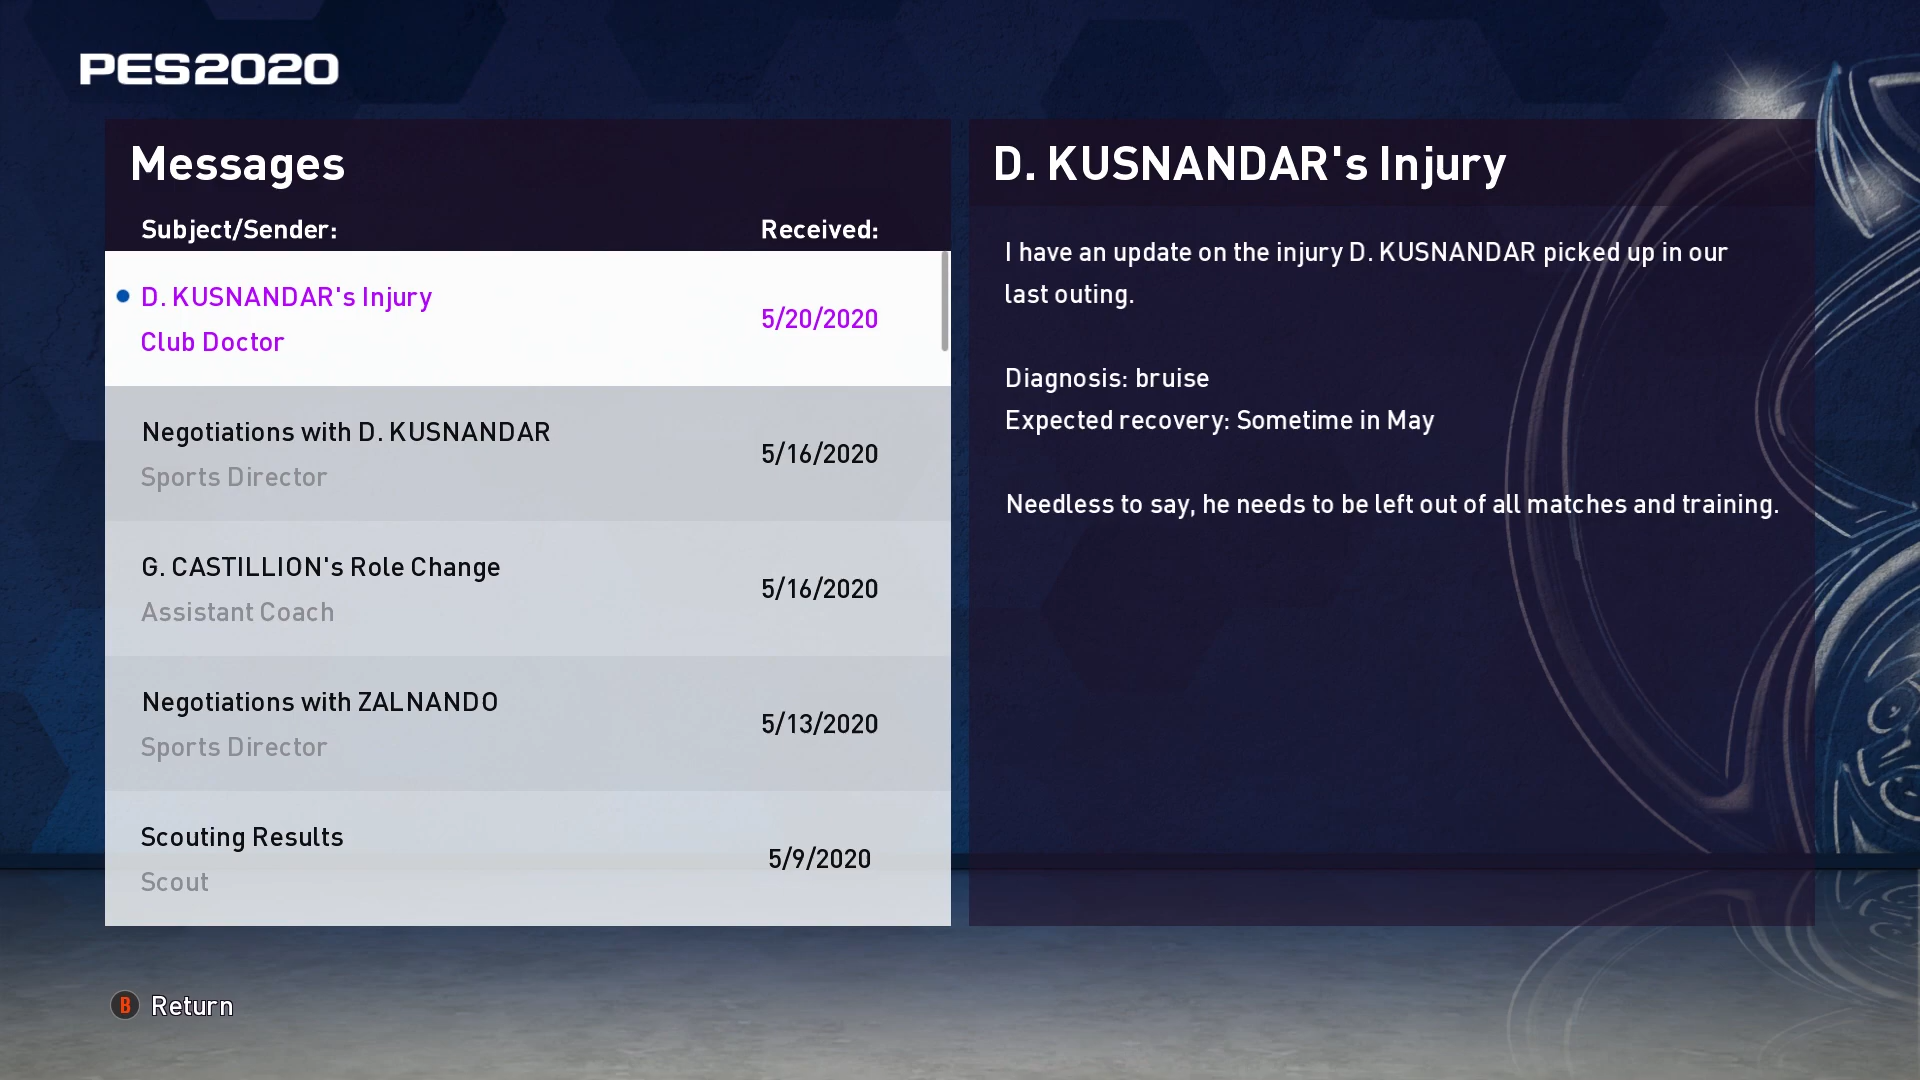 PES2020
Messages
Subject/Sender:
Received:
D. KUSNANDAR's Injury
Club Doctor
5/20/2020
Negotiations with D. KUSNANDAR
Sports Director
5/16/2020
G. CASTILLION's Role Change
Assistant Coach
5/16/2020
Negotiations with ZALNANDO
Sports Director
5/13/2020
Scouting Results
Scout
5/9/2020
D. KUSNANDAR's Injury
I have an update on the injury D. KUSNANDAR picked up in our
last outing.
Diagnosis: bruise
Expected recovery: Sometime in May
Needless to say, he needs to be left out of all matches and training.
B Return